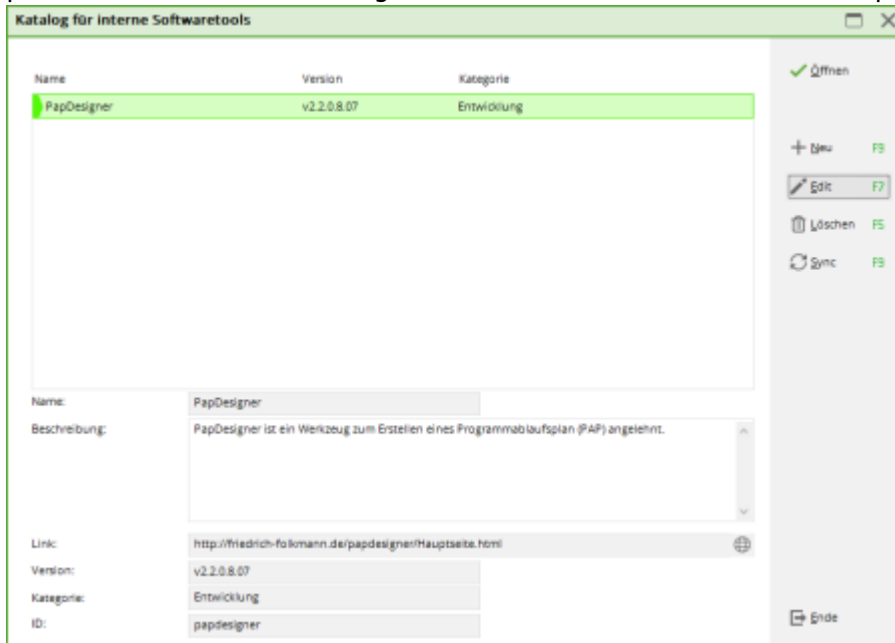 Katalog für interne Softwaretools
Name Version Kategorie
PapDesigner v2.2.0.8.07 Entwicklung
Öffnen
Neu F9
Edit F7
Löschen F5
Sync F9
Name: PapDesigner
Beschreibung: PapDesigner ist ein Werkzeug zum Erstellen eines Programmablaufsplan (PAP) angelehnt.
Link: http://friedrich-folkmann.de/papdesigner/Hauptseite.html
Version: v2.2.0.8.07
Kategorie: Entwicklung
ID: papdesigner
Ende